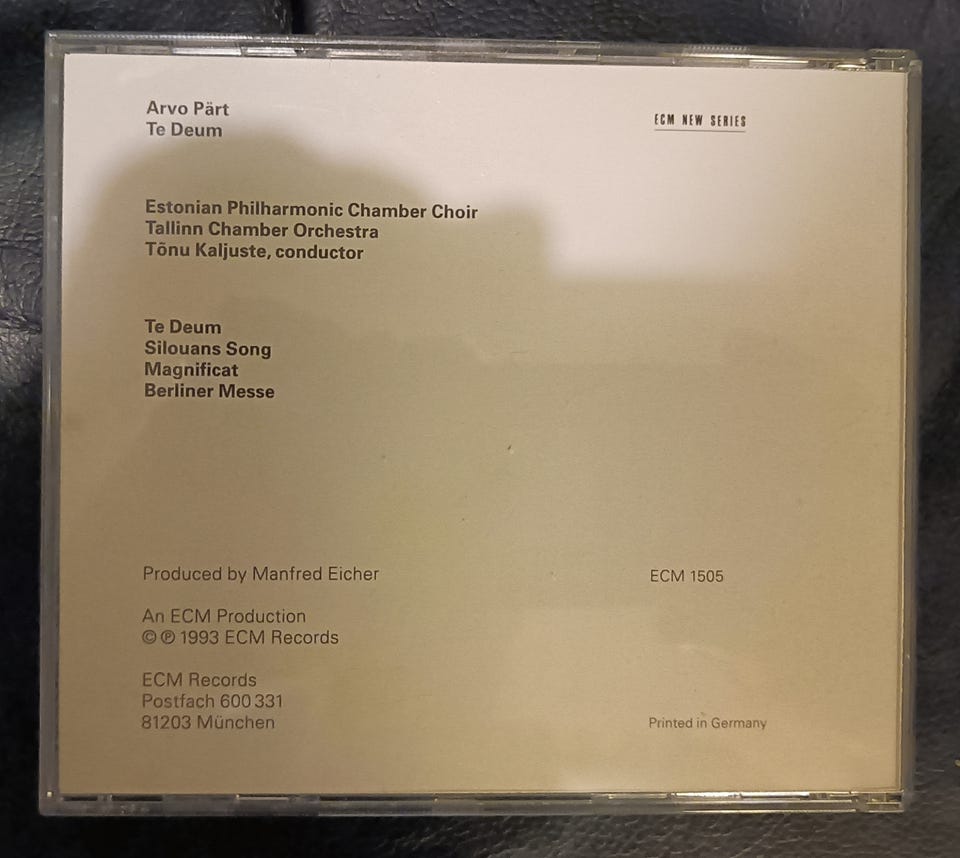 Arvo Pärt
Te Deum
ECM NEW SERIES
Estonian Philharmonic Chamber Choir
Tallinn Chamber Orchestra
Tõnu Kaljuste, conductor
Te Deum
Silouans Song
Magnificat
Berliner Messe
Produced by Manfred Eicher
ECM 1505
An ECM Production
© ℗ 1993 ECM Records
ECM Records
Postfach 600 331
81203 München
Printed in Germany